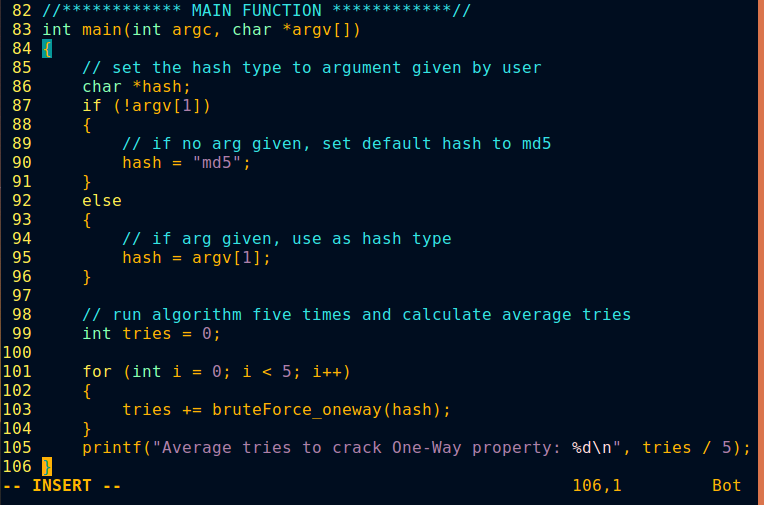 82 //************ MAIN FUNCTION ************//
83 int main(int argc, char *argv[])
84 {
85     // set the hash type to argument given by user
86     char *hash;
87     if (!argv[1])
88     {
89         // if no arg given, set default hash to md5
90         hash = "md5";
91     }
92     else
93     {
94         // if arg given, use as hash type
95         hash = argv[1];
96     }
97
98     // run algorithm five times and calculate average tries
99     int tries = 0;
100
101     for (int i = 0; i < 5; i++)
102     {
103         tries += bruteForce_oneway(hash);
104     }
105     printf("Average tries to crack One-Way property: %d\n", tries / 5);
106 }
-- INSERT -- 106,1 Bot